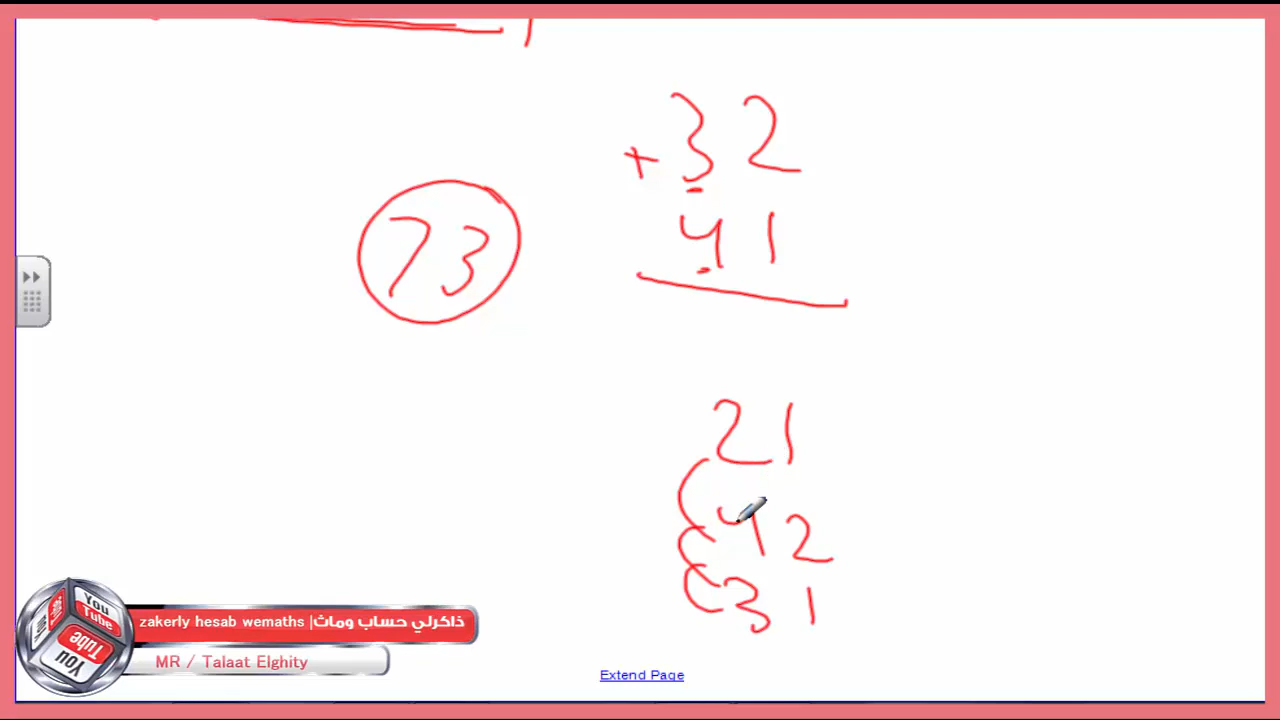 + 32
73
41
21
42
31
You Tube
You Tube
zakerly hesab wemaths | ذاكرلي حساب وماث
MR / Talaat Elghity
Extend Page